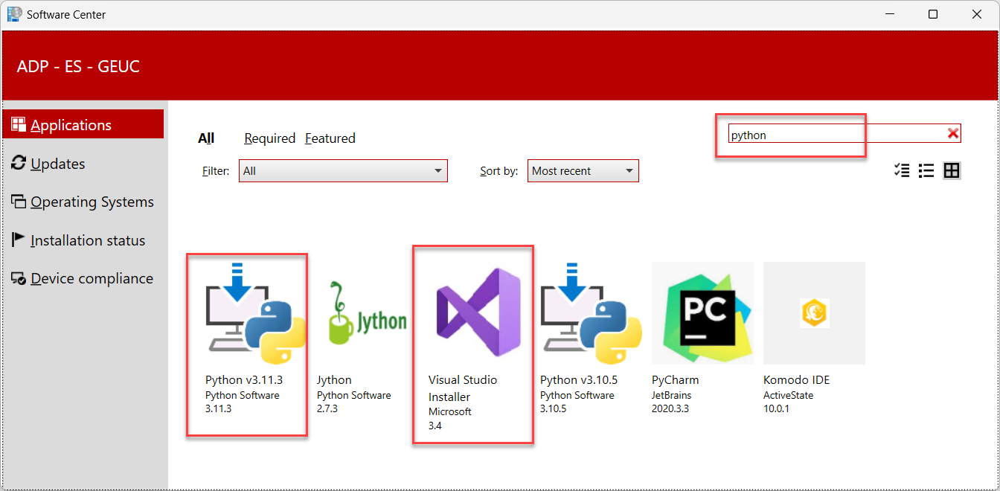 Software Center
ADP - ES - GEUC
Applications
Updates
Operating Systems
Installation status
Device compliance
All Required Featured
python
Filter: All Sort by: Most recent
Jython
PC
Python v3.11.3
Python Software
3.11.3
Jython
Python Software
2.7.3
Visual Studio
Installer
Microsoft
3.4
Python v3.10.5
Python Software
3.10.5
PyCharm
JetBrains
2020.3.3
Komodo IDE
ActiveState
10.0.1